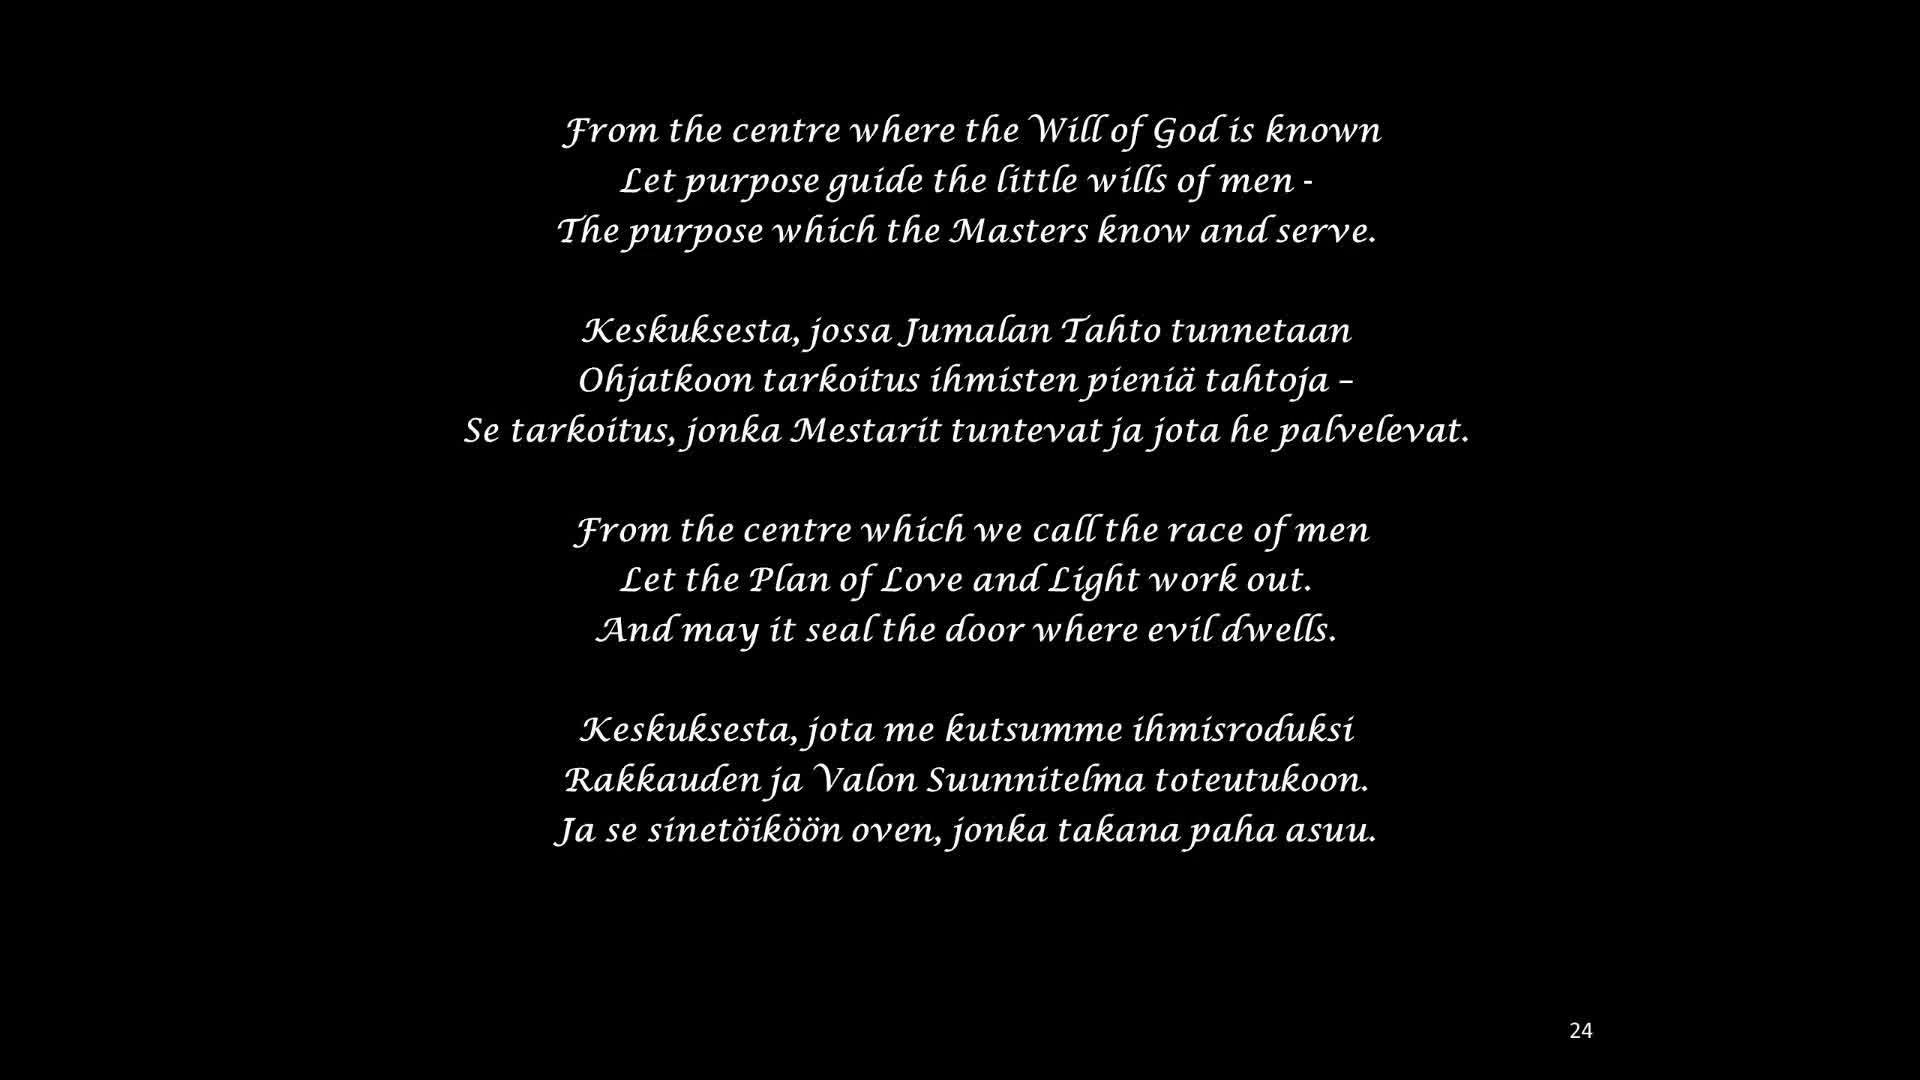 From the centre where the Will of God is known
Let purpose guide the little wills of men -
The purpose which the Masters know and serve.
Keskuksesta, jossa Jumalan Tahto tunnetaan
Ohjatkoon tarkoitus ihmisten pieniä tahtoja –
Se tarkoitus, jonka Mestarit tuntevat ja jota he palvelevat.
From the centre which we call the race of men
Let the Plan of Love and Light work out.
And may it seal the door where evil dwells.
Keskuksesta, jota me kutsumme ihmisroduksi
Rakkauden ja Valon Suunnitelma toteutukoon.
Ja se sinetöiköön oven, jonka takana paha asuu.
24